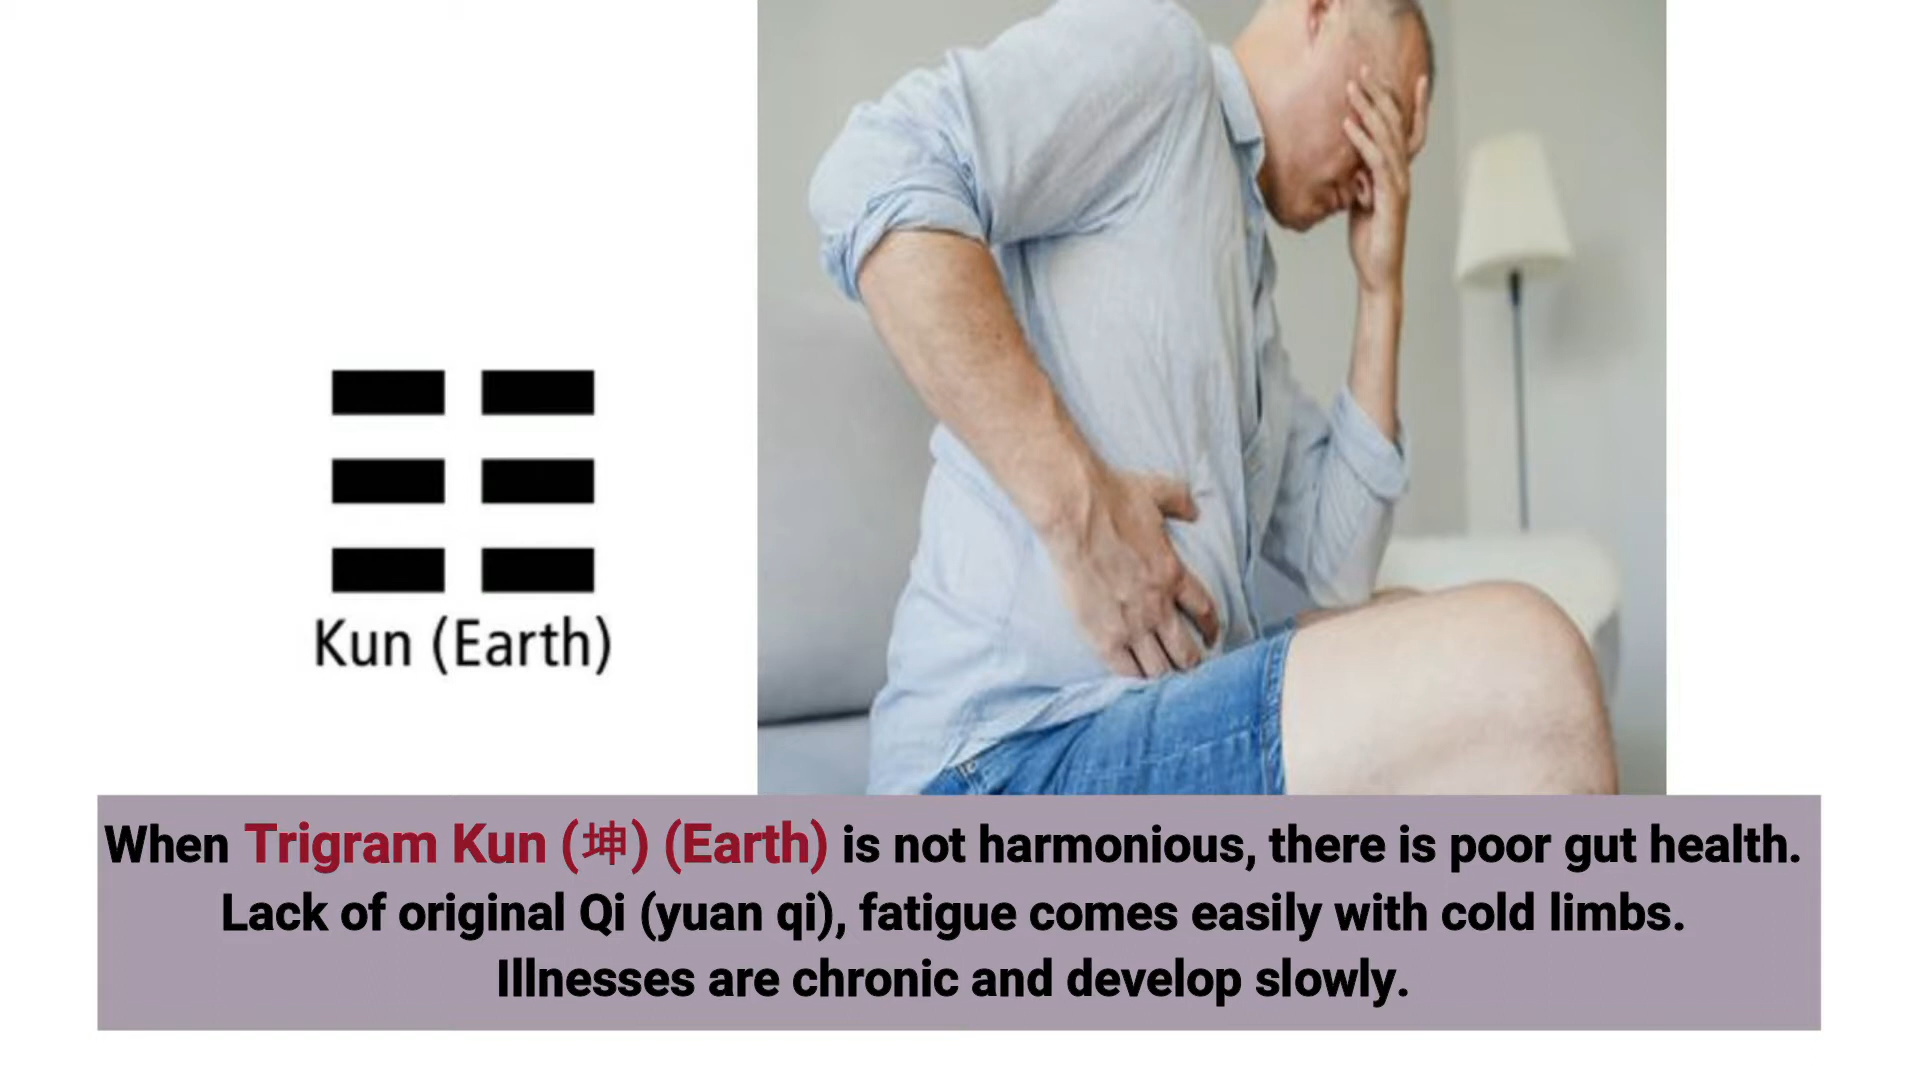 Kun (Earth)
When Trigram Kun (坤) (Earth) is not harmonious, there is poor gut health.
Lack of original Qi (yuan qi), fatigue comes easily with cold limbs.
Illnesses are chronic and develop slowly.